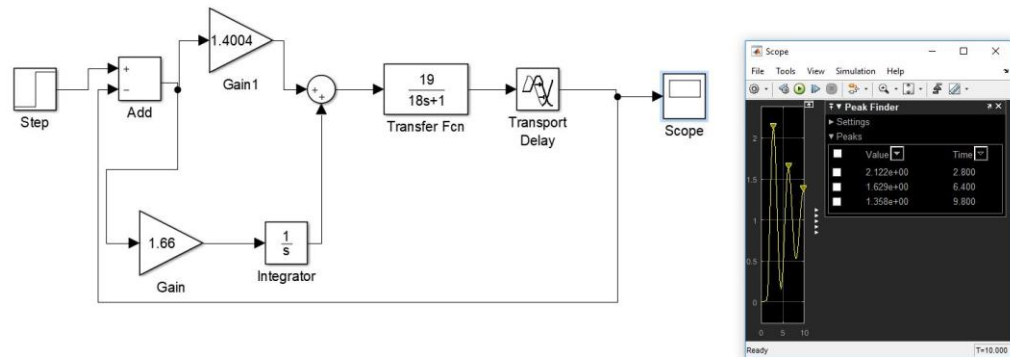 Step
+
−
Add
1.4004
Gain1
+
+
19
18s+1
Transfer Fcn
Transport
Delay
Scope
1.66
Gain
1
s
Integrator
Scope
File Tools View Simulation Help
Peak Finder
Settings
Peaks
Value Time
2.122e+00 2.800
1.629e+00 6.400
1.358e+00 9.800
2
1.5
1
0.5
0
0 5 10
Ready T=10.000